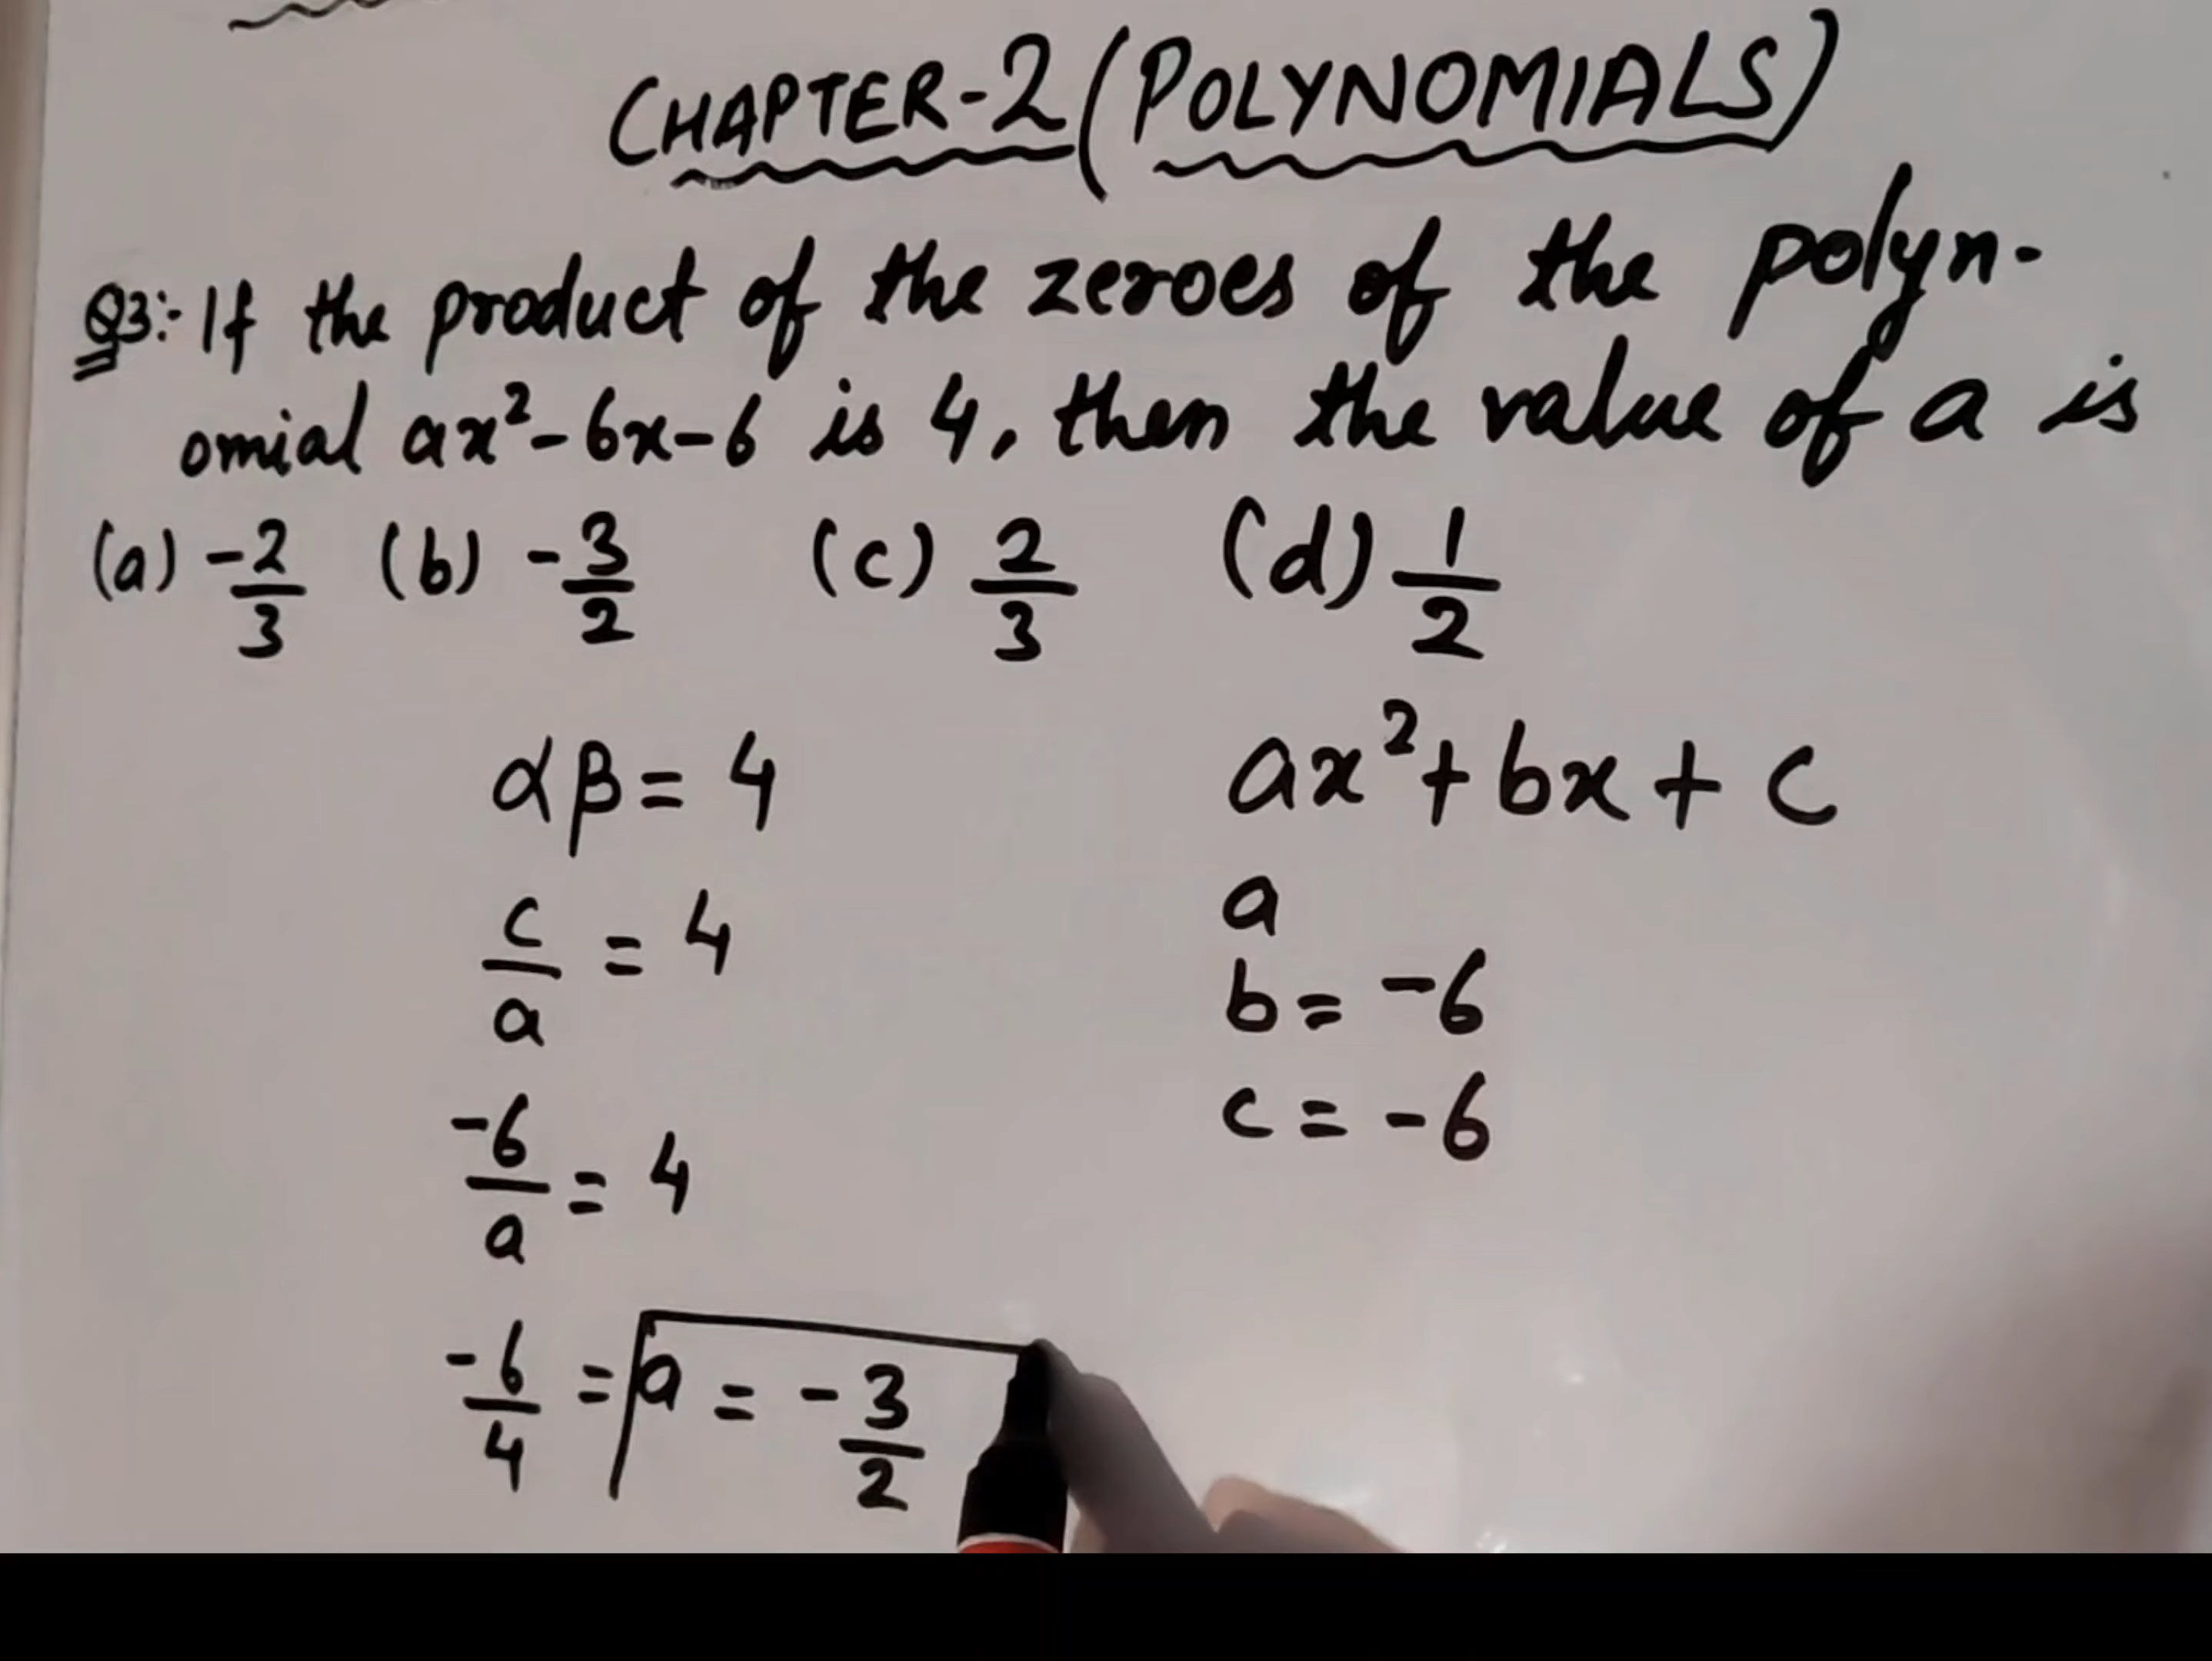 CHAPTER-2 (POLYNOMIALS)
Q3:- If the product of the zeroes of the polyn-
omial ax²-6x-6 is 4, then the value of a is
(a) -2/3 (b) -3/2 (c) 2/3 (d) 1/2
αβ = 4
c/a = 4
-6/a = 4
-6/4 = a = -3/2
ax² + bx + c
a
b = -6
c = -6